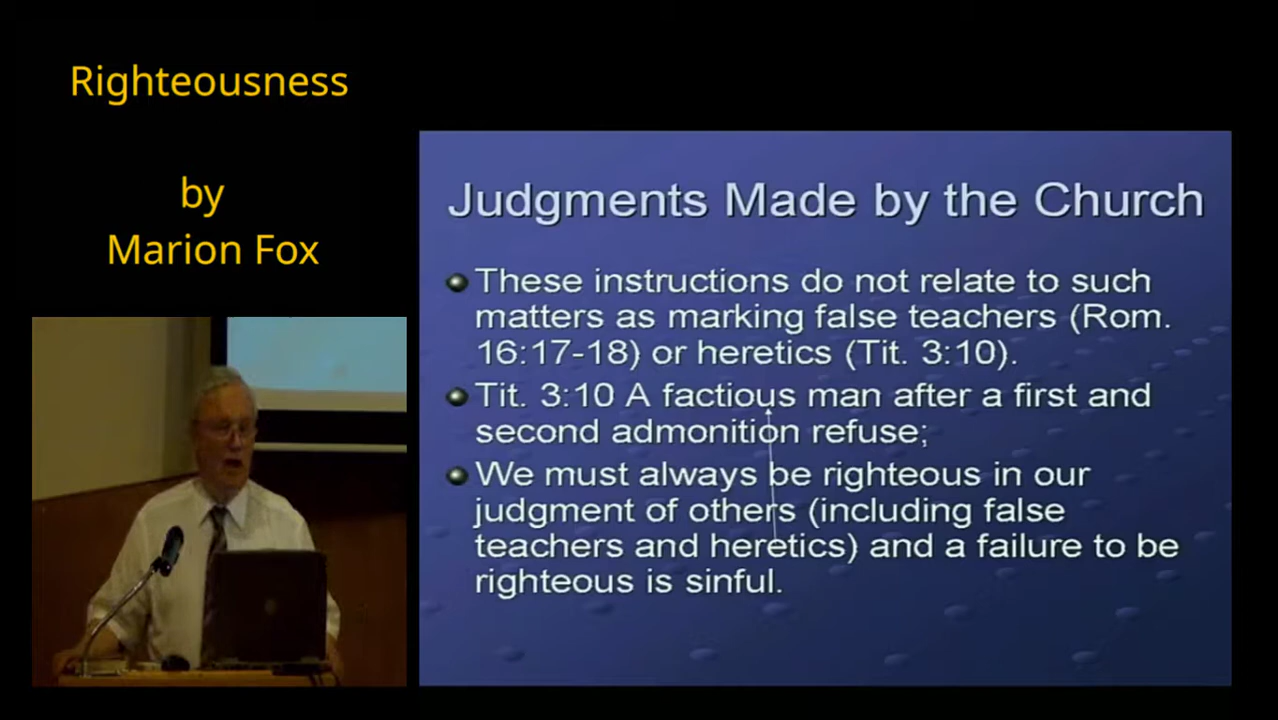 Righteousness
by
Marion Fox
Judgments Made by the Church
These instructions do not relate to such
matters as marking false teachers (Rom.
16:17-18) or heretics (Tit. 3:10).
Tit. 3:10 A factious man after a first and
second admonition refuse;
We must always be righteous in our
judgment of others (including false
teachers and heretics) and a failure to be
righteous is sinful.